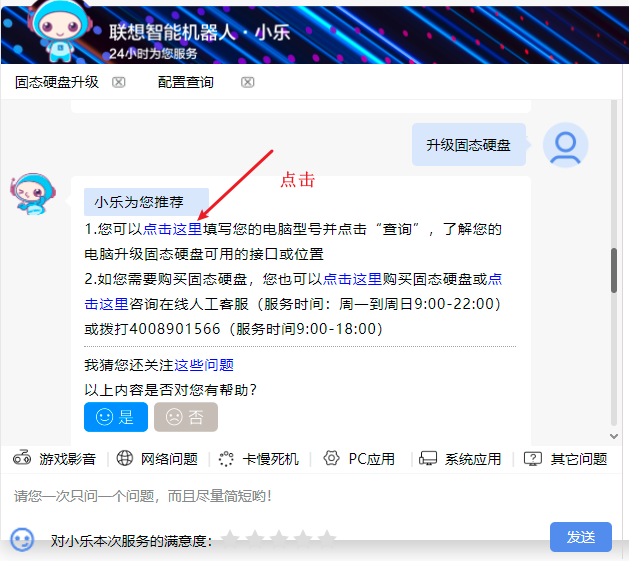 联想智能机器人·小乐
24小时为您服务
固态硬盘升级 配置查询
升级固态硬盘
点击
小乐为您推荐
1.您可以点击这里填写您的电脑型号并点击“查询”，了解您的
电脑升级固态硬盘可用的接口或位置
2.如您需要购买固态硬盘，您也可以点击这里购买固态硬盘或点
击这里咨询在线人工客服（服务时间：周一到周日9:00-22:00）
或拨打4008901566（服务时间9:00-18:00）
我猜您还关注这些问题
以上内容是否对您有帮助？
是 否
游戏影音 网络问题 卡慢死机 PC应用 系统应用 其它问题
请您一次只问一个问题，而且尽量简短哟！
对小乐本次服务的满意度：
发送